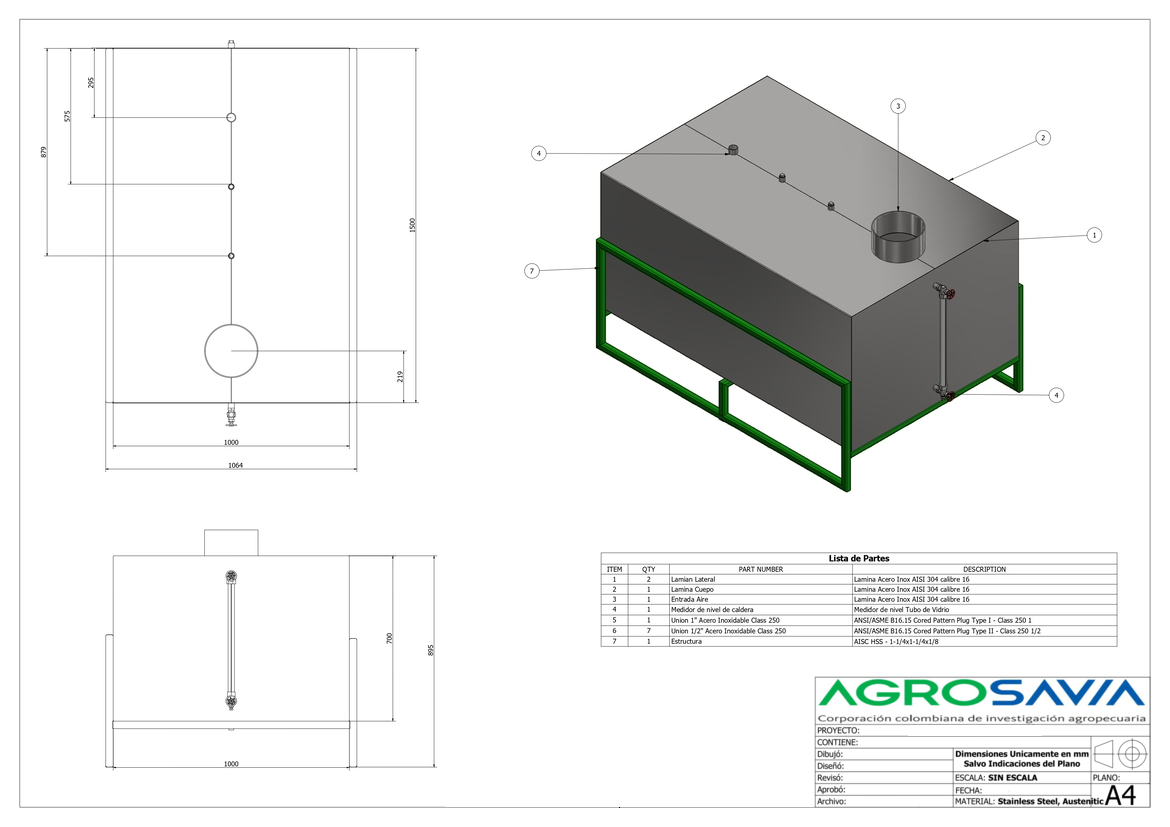 295
575
879
1500
219
1000
1064
3
2
4
1
7
4
700
895
1000
Lista de Partes
ITEM QTY PART NUMBER DESCRIPTION
1 2 Lamian Lateral Lamina Acero Inox AISI 304 calibre 16
2 1 Lamina Cuepo Lamina Acero Inox AISI 304 calibre 16
3 1 Entrada Aire Lamina Acero Inox AISI 304 calibre 16
4 1 Medidor de nivel de caldera Medidor de nivel Tubo de Vidrio
5 1 Union 1" Acero Inoxidable Class 250 ANSI/ASME B16.15 Cored Pattern Plug Type I - Class 250 1
6 7 Union 1/2" Acero Inoxidable Class 250 ANSI/ASME B16.15 Cored Pattern Plug Type II - Class 250 1/2
7 1 Estructura AISC HSS - 1-1/4x1-1/4x1/8
AGROSAVIA
Corporación colombiana de investigación agropecuaria
PROYECTO:
CONTIENE:
Dibujó:
Diseñó:
Dimensiones Unicamente en mm
Salvo Indicaciones del Plano
Revisó: ESCALA: SIN ESCALA PLANO:
Aprobó: FECHA:
Archivo: MATERIAL: Stainless Steel, Austenitic A4